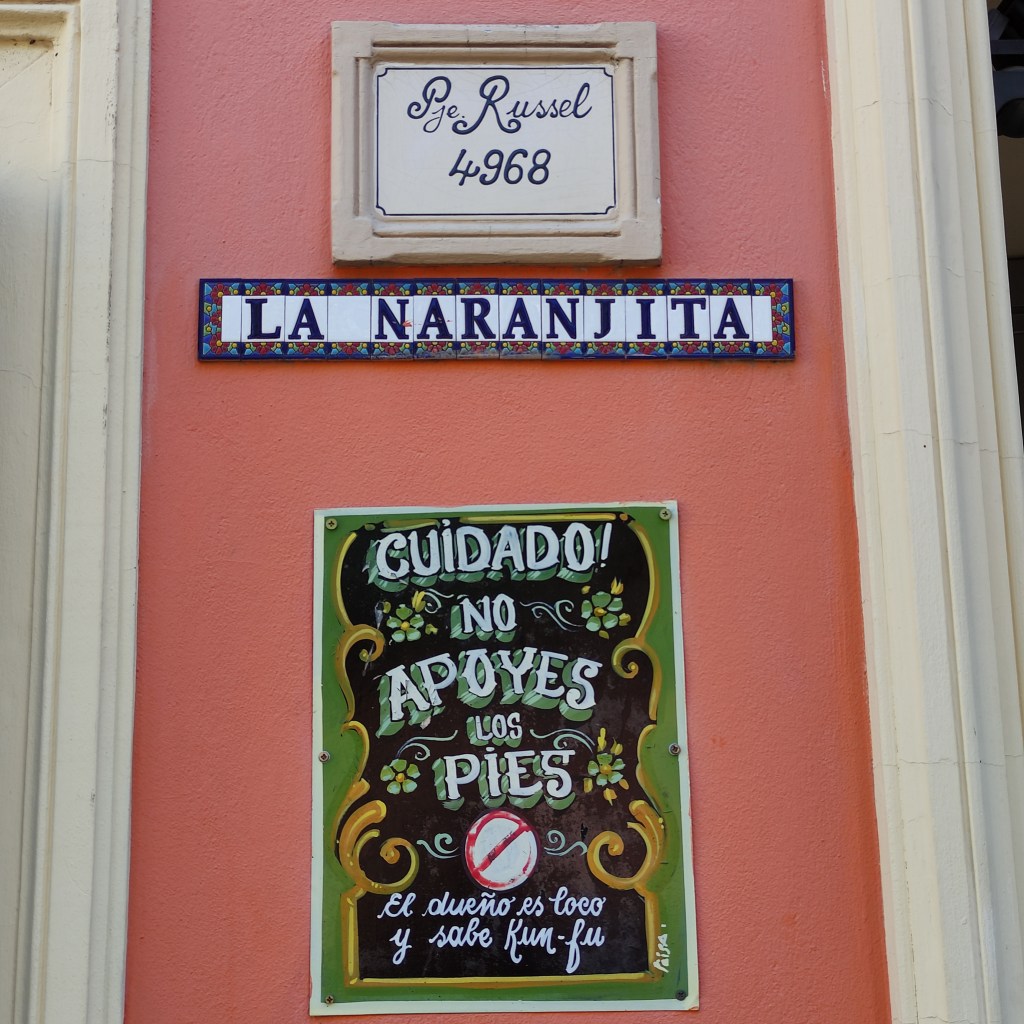 Pje. Russel
4968
LA NARANJITA
CUIDADO!
NO
APOYES
LOS
PIES
El dueño es loco
y sabe Kun-fu